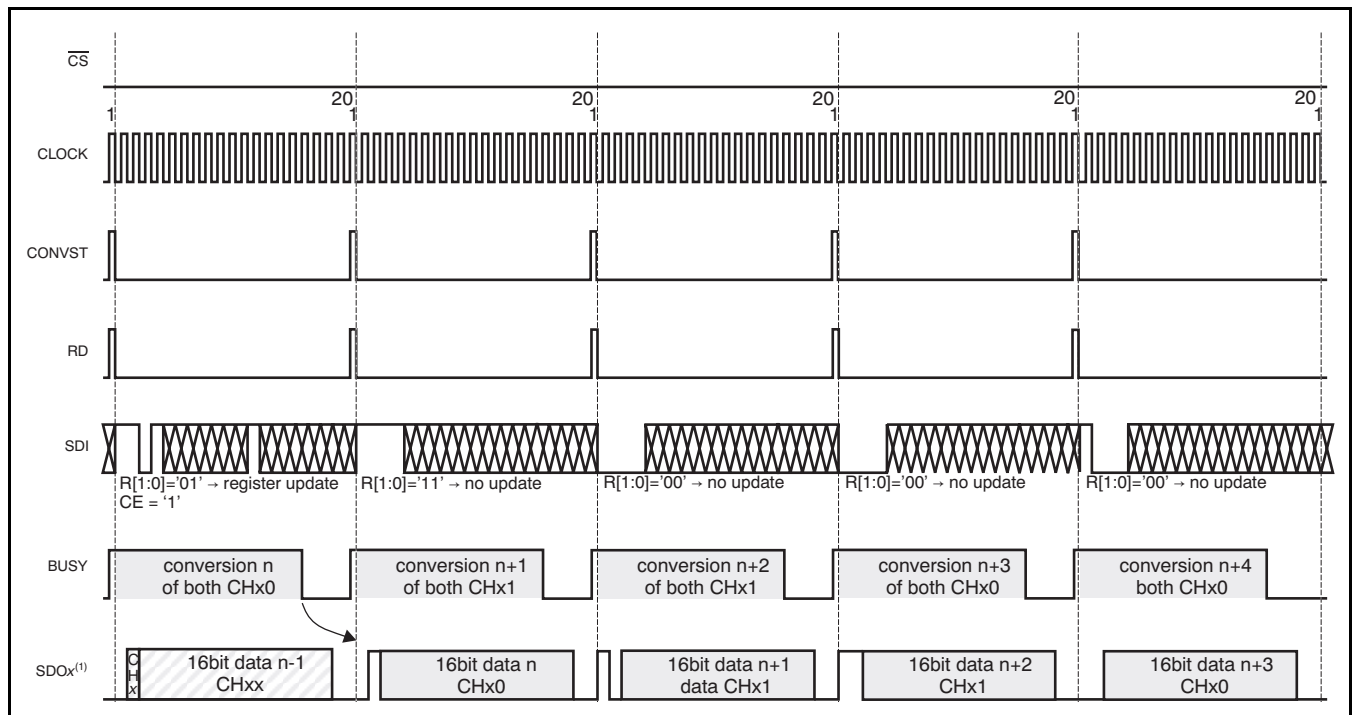 CS
20 20 20 20 20
1 1 1 1 1 1
CLOCK
CONVST
RD
SDI
R[1:0]='01' → register update
CE = '1'
R[1:0]='11' → no update
R[1:0]='00' → no update
R[1:0]='00' → no update
R[1:0]='00' → no update
BUSY
conversion n
of both CHx0
conversion n+1
of both CHx1
conversion n+2
of both CHx1
conversion n+3
of both CHx0
conversion n+4
both CHx0
SDOx(1)
CHx
16bit data n-1
CHxx
16bit data n
CHx0
16bit data n+1
data CHx1
16bit data n+2
CHx1
16bit data n+3
CHx0